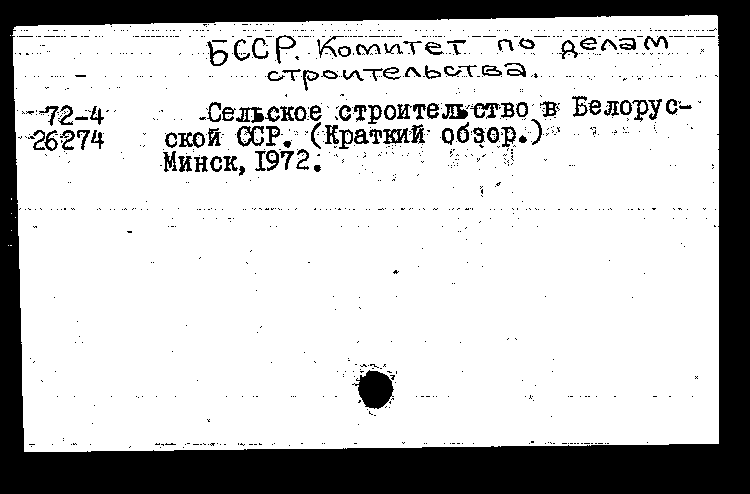 БССР. Комитет по делам
строительства.
72-4
26274
Сельское строительство в Белорус-
ской ССР. (Краткий обзор.)
Минск, 1972.